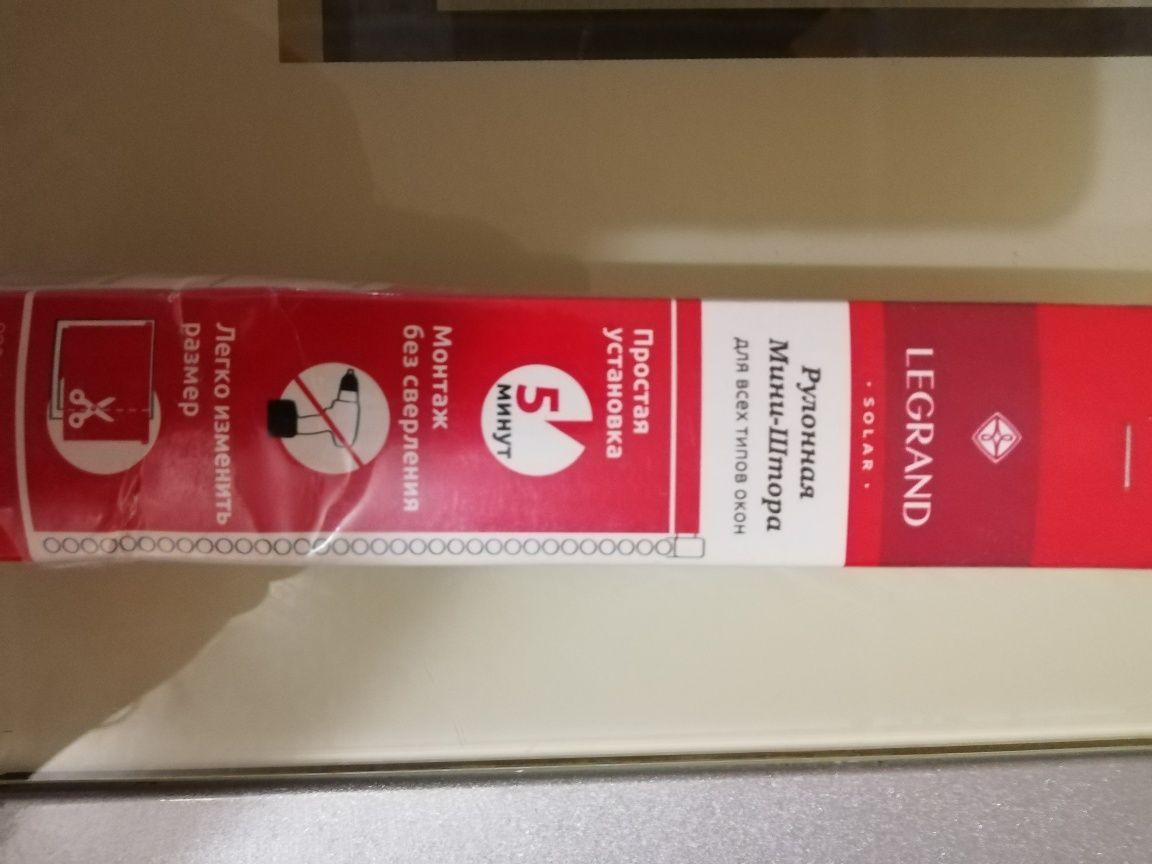 LEGRAND
· SOLAR ·
Рулонная
Мини-Штора
для всех типов окон
Простая
установка
5
минут
Монтаж
без сверления
Легко изменить
размер